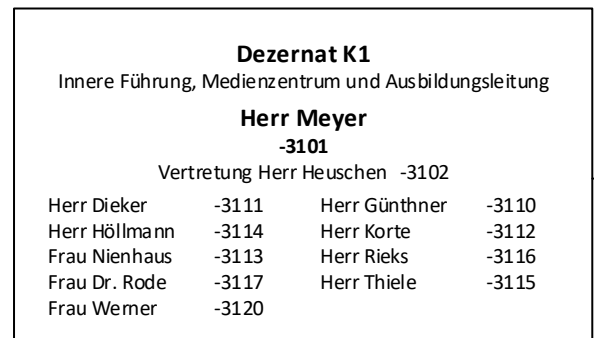 Dezernat K1
Innere Führung, Medienzentrum und Ausbildungsleitung
Herr Meyer
-3101
Vertretung Herr Heuschen -3102
Herr Dieker -3111 Herr Günthner -3110
Herr Höllmann -3114 Herr Korte -3112
Frau Nienhaus -3113 Herr Rieks -3116
Frau Dr. Rode -3117 Herr Thiele -3115
Frau Werner -3120